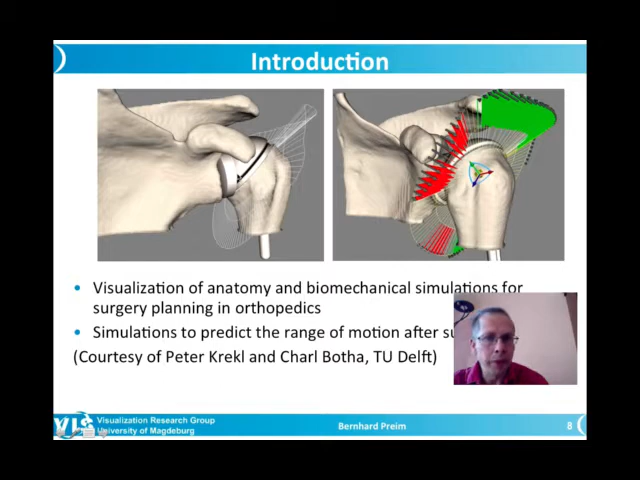 Introduction
• Visualization of anatomy and biomechanical simulations for
surgery planning in orthopedics
• Simulations to predict the range of motion after
(Courtesy of Peter Krekl and Charl Botha, TU Delft)
VIS
Visualization Research Group
University of Magdeburg
Bernhard Preim
8